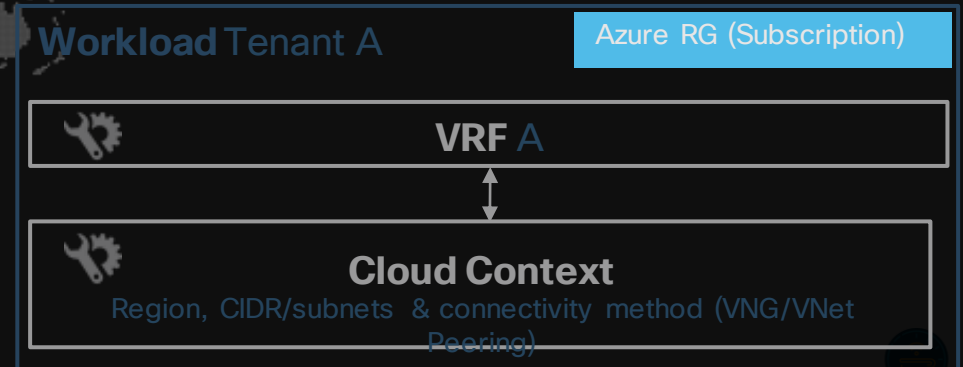 Workload Tenant A
Azure RG (Subscription)
VRF A
Cloud Context
Region, CIDR/subnets & connectivity method (VNG/VNet
Peering)